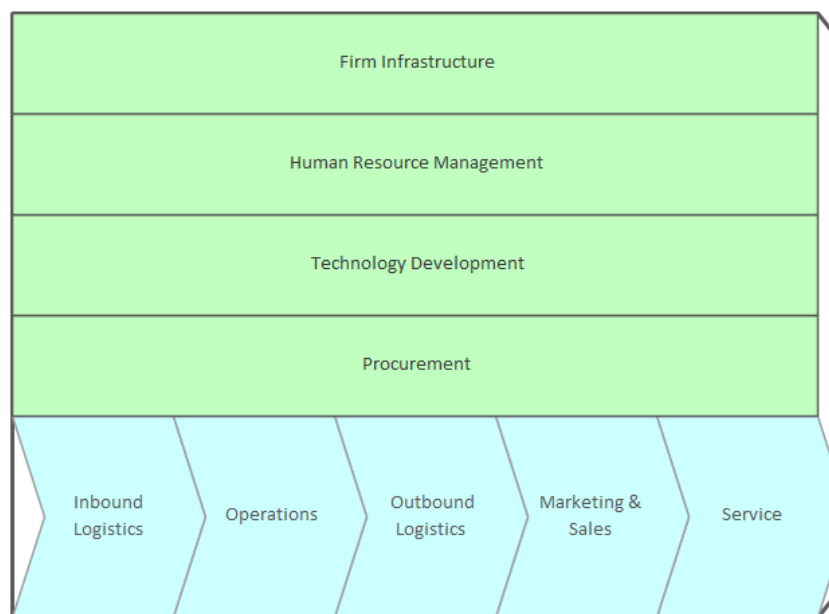 Firm Infrastructure
Human Resource Management
Technology Development
Procurement
Inbound
Logistics
Operations
Outbound
Logistics
Marketing &
Sales
Service